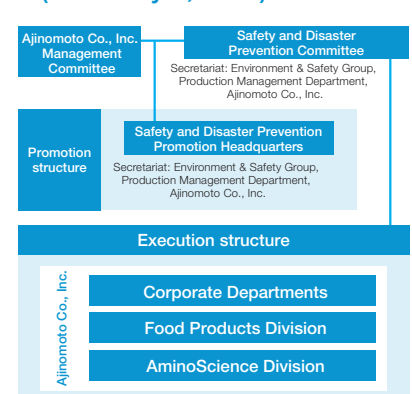 Ajinomoto Co., Inc.
Management
Committee
Safety and Disaster
Prevention Committee
Secretariat: Environment & Safety Group,
Production Management Department,
Ajinomoto Co., Inc.
Promotion
structure
Safety and Disaster Prevention
Promotion Headquarters
Secretariat: Environment & Safety Group,
Production Management Department,
Ajinomoto Co., Inc.
Execution structure
Ajinomoto Co., Inc.
Corporate Departments
Food Products Division
AminoScience Division